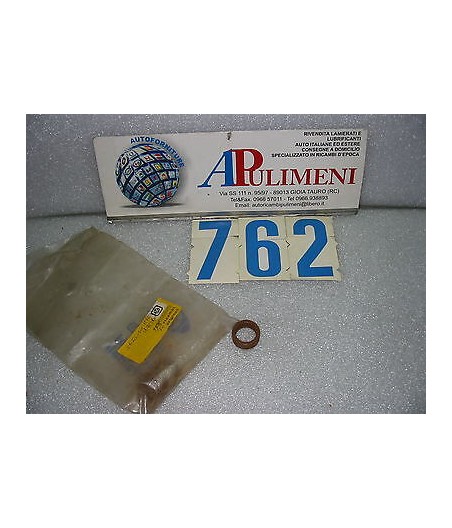 AUTOFORNITURE
APULIMENI
RIVENDITA LAMIERATI E
LUBRIFICANTI
AUTO ITALIANE ED ESTERE
CONSEGNE A DOMICILIO
SPECIALIZZATO IN RICAMBI D'EPOCA
Via SS 111 n. 95/97 - 89013 GIOIA TAURO (RC)
Tel&Fax: 0966 57011 - Tel 0966 938893
Email: autoricambipulimeni@libero.it
762